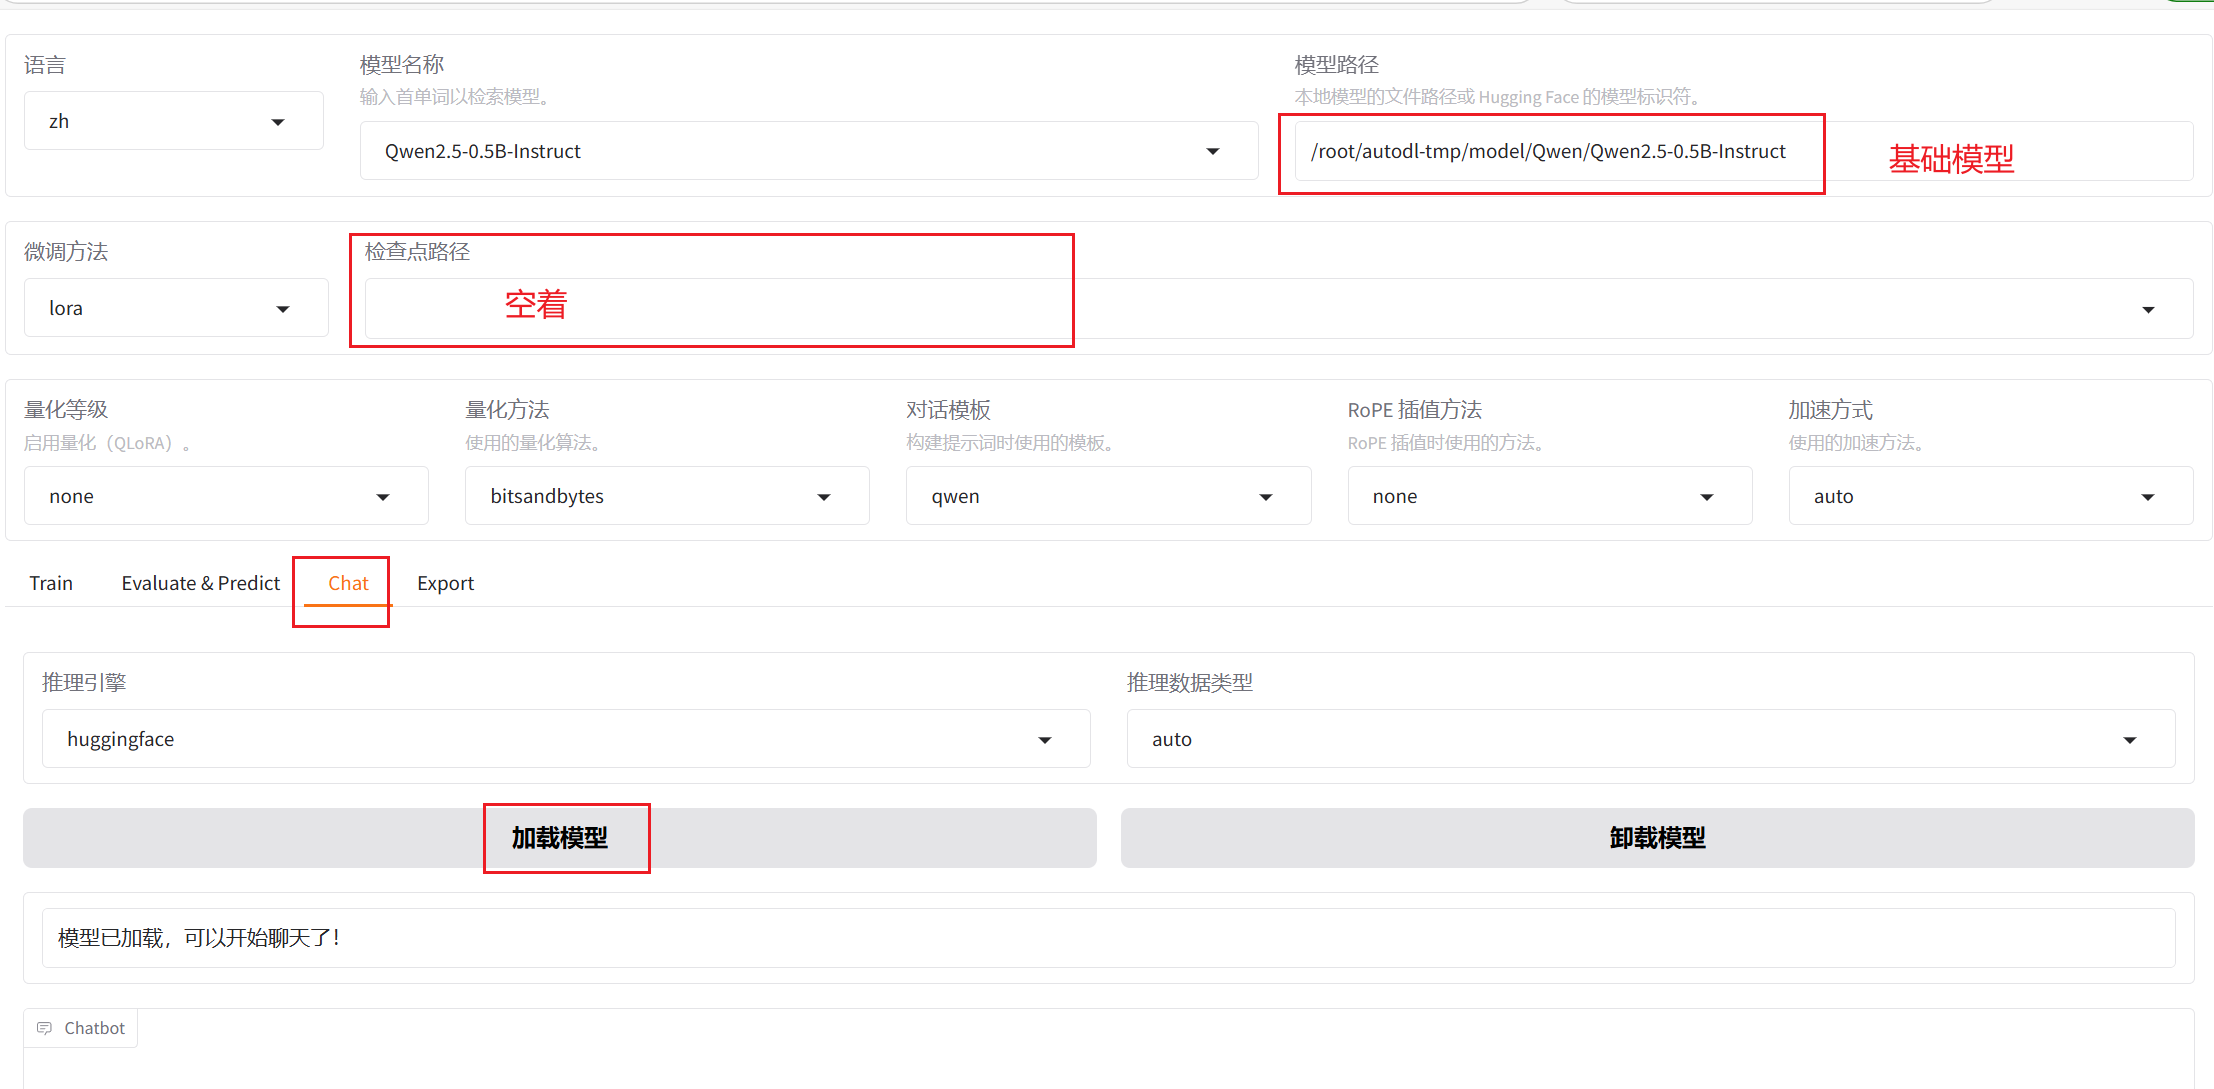 语言
zh
模型名称
输入首单词以检索模型。
Qwen2.5-0.5B-Instruct
模型路径
本地模型的文件路径或 Hugging Face 的模型标识符。
/root/autodl-tmp/model/Qwen/Qwen2.5-0.5B-Instruct
基础模型
微调方法
lora
检查点路径
空着
量化等级
启用量化（QLoRA）。
none
量化方法
使用的量化算法。
bitsandbytes
对话模板
构建提示词时使用的模板。
qwen
RoPE 插值方法
RoPE 插值时使用的方法。
none
加速方式
使用的加速方法。
auto
Train
Evaluate & Predict
Chat
Export
推理引擎
huggingface
推理数据类型
auto
加载模型
卸载模型
模型已加载，可以开始聊天了！
Chatbot